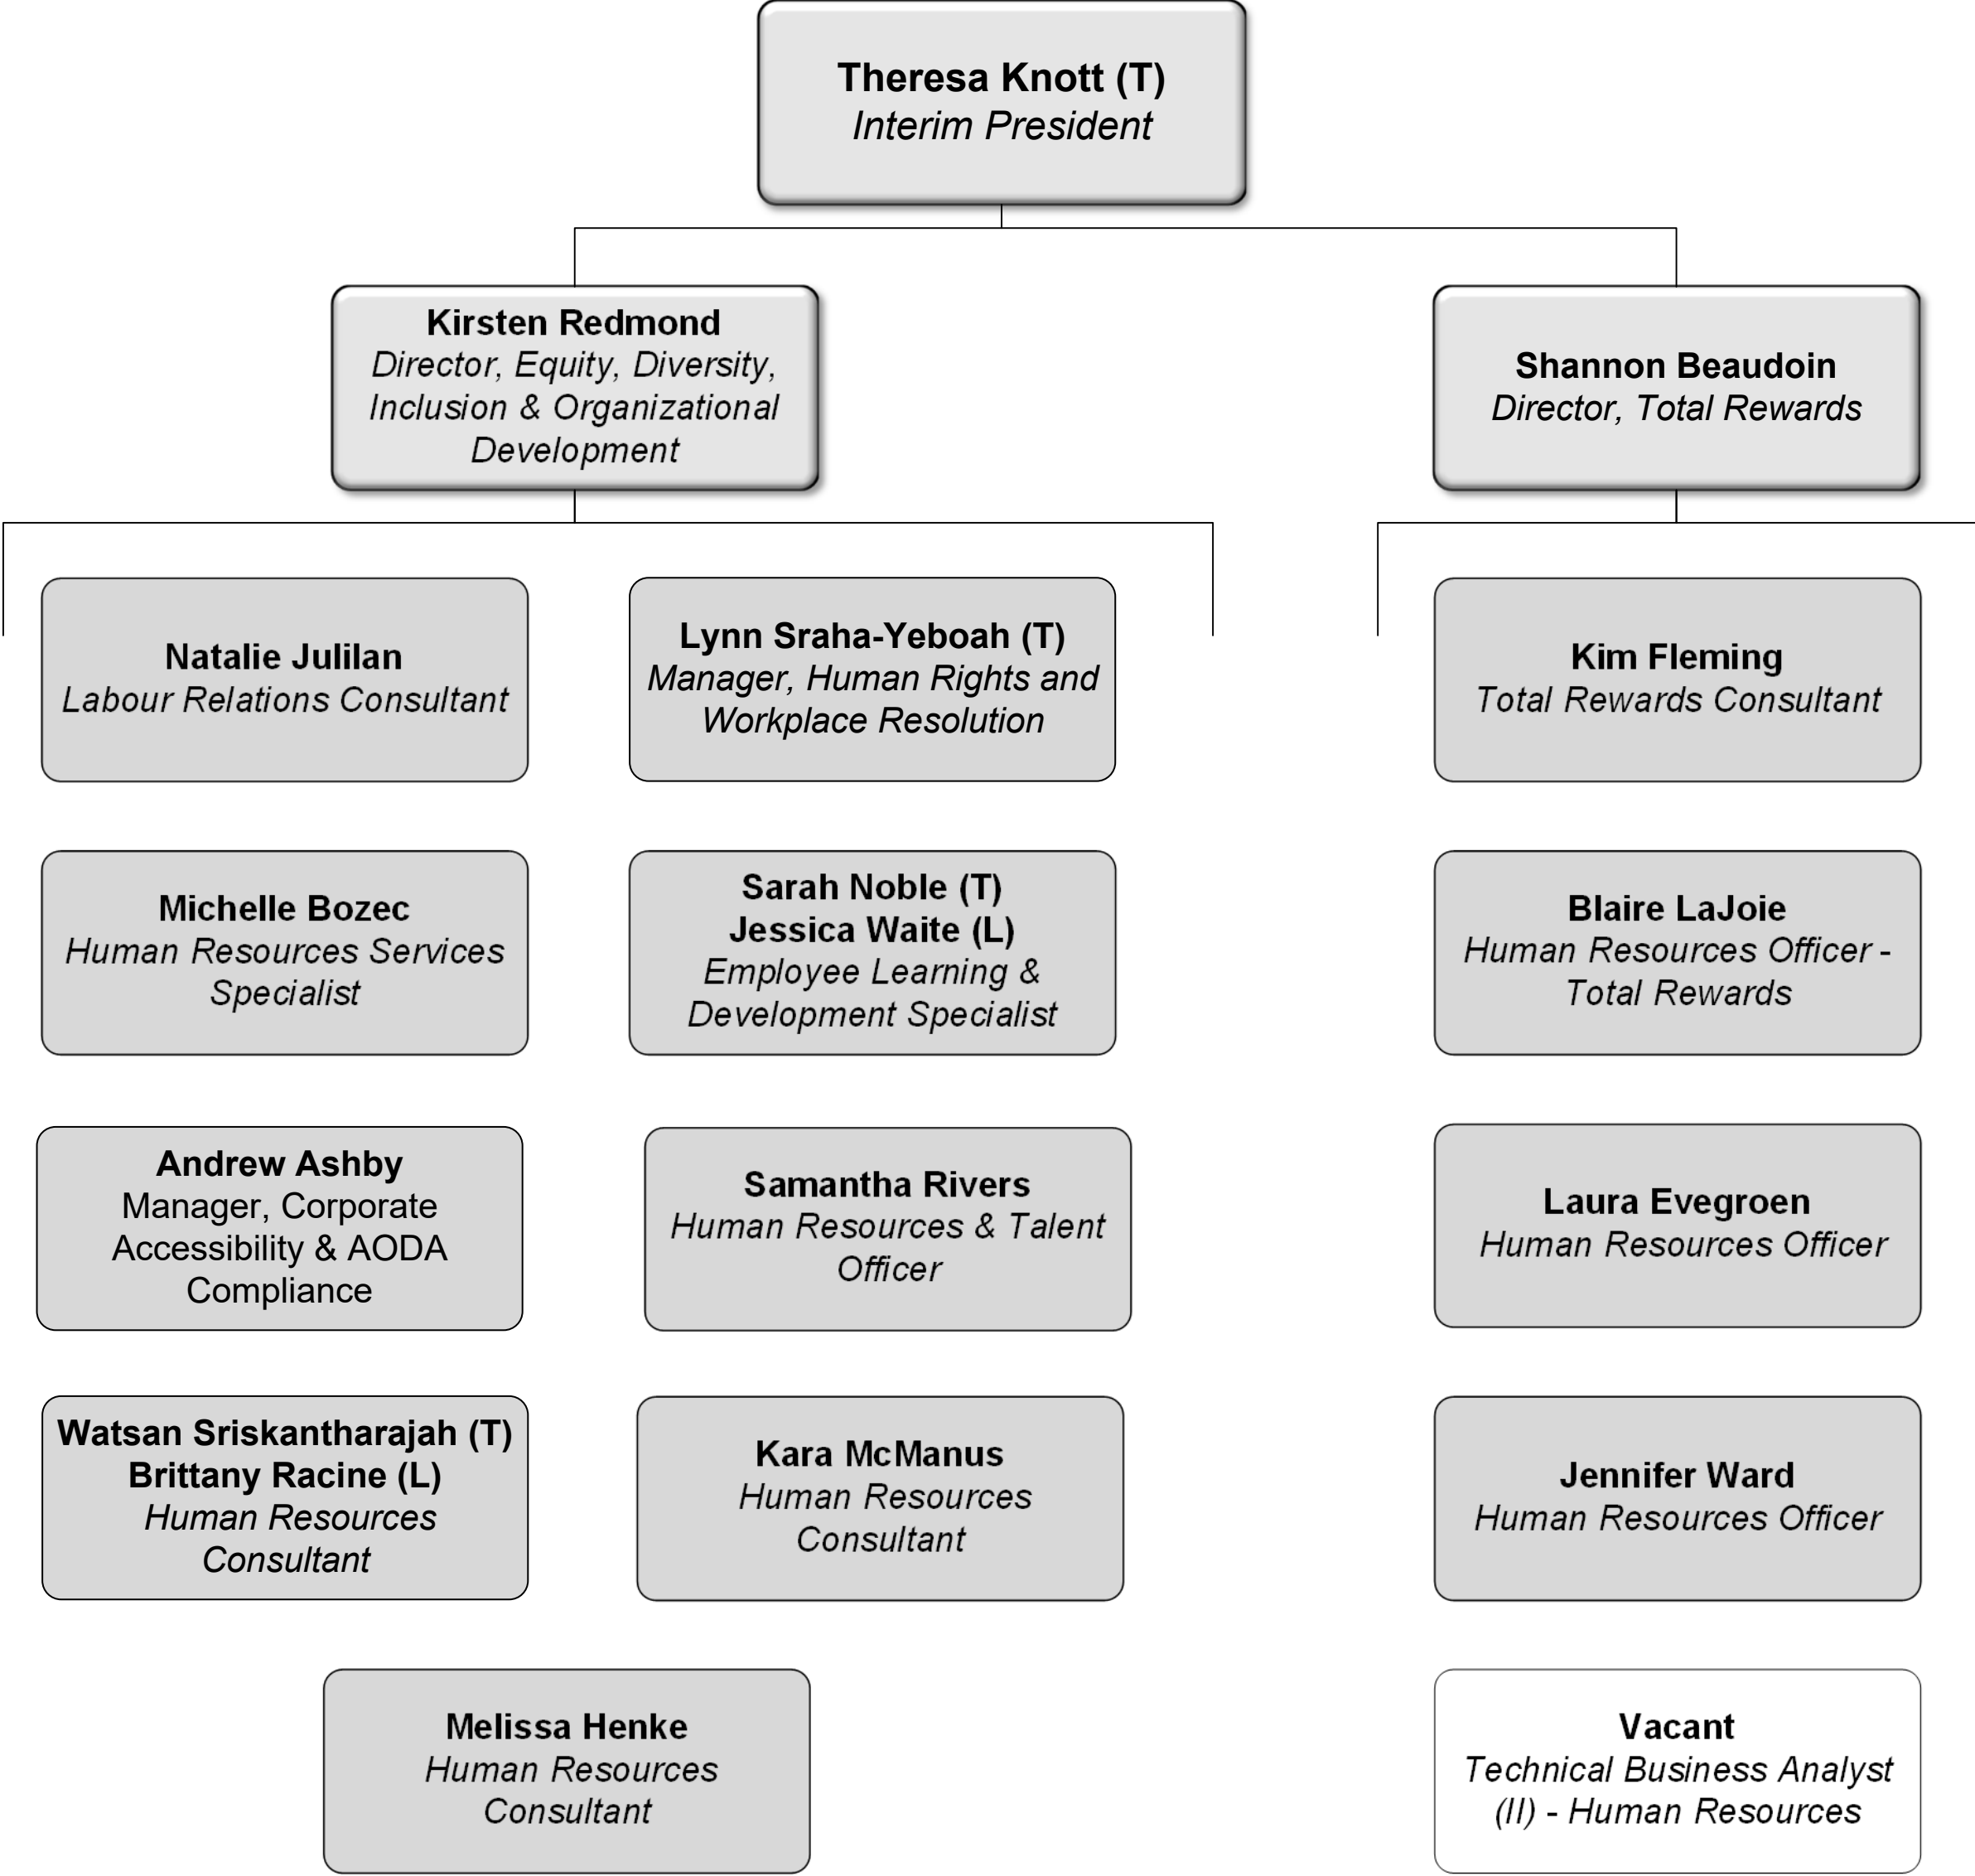 Theresa Knott (T)
Interim President
Kirsten Redmond
Director, Equity, Diversity,
Inclusion & Organizational
Development
Shannon Beaudoin
Director, Total Rewards
Natalie Julilan
Labour Relations Consultant
Lynn Sraha-Yeboah (T)
Manager, Human Rights and
Workplace Resolution
Kim Fleming
Total Rewards Consultant
Michelle Bozec
Human Resources Services
Specialist
Sarah Noble (T)
Jessica Waite (L)
Employee Learning &
Development Specialist
Blaire LaJoie
Human Resources Officer -
Total Rewards
Andrew Ashby
Manager, Corporate
Accessibility & AODA
Compliance
Samantha Rivers
Human Resources & Talent
Officer
Laura Evegroen
Human Resources Officer
Watsan Sriskantharajah (T)
Brittany Racine (L)
Human Resources
Consultant
Kara McManus
Human Resources
Consultant
Jennifer Ward
Human Resources Officer
Melissa Henke
Human Resources
Consultant
Vacant
Technical Business Analyst
(II) - Human Resources